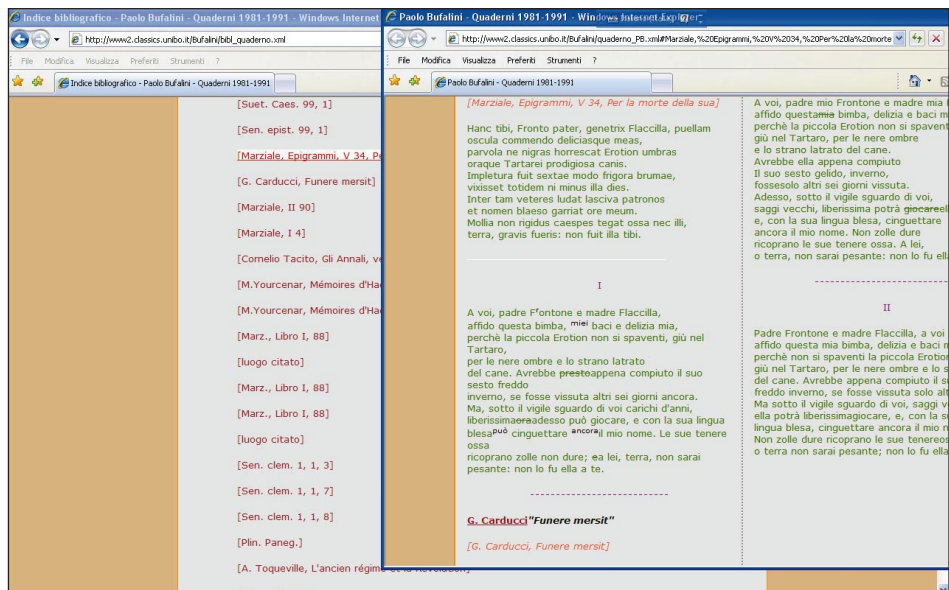 Indice bibliografico - Paolo Bufalini - Quaderni 1981-1991 - Windows Internet
http://www2.classics.unibo.it/Bufalini/bibl_quaderno.xml
File Modifica Visualizza Preferiti Strumenti ?
Indice bibliografico - Paolo Bufalini - Quaderni 1981-1991
[Suet. Caes. 99, 1]
[Sen. epist. 99, 1]
[Marziale, Epigrammi, V 34, Pe
[G. Carducci, Funere mersit]
[Marziale, II 90]
[Marziale, I 4]
[Cornelio Tacito, Gli Annali, ve
[M.Yourcenar, Mémoires d'Had
[M.Yourcenar, Mémoires d'Had
[Marz., Libro I, 88]
[luogo citato]
[Marz., Libro I, 88]
[Marz., Libro I, 88]
[luogo citato]
[Sen. clem. 1, 1, 3]
[Sen. clem. 1, 1, 7]
[Sen. clem. 1, 1, 8]
[Plin. Paneg.]
[A. Toqueville, L'ancien régime et la Révolution]
Paolo Bufalini - Quaderni 1981-1991 - Windows Internet Explorer
http://www2.classics.unibo.it/Bufalini/quaderno_PB.xml#Marziale,%20Epigrammi,%20V%2034,%20Per%20la%20morte
File Modifica Visualizza Preferiti Strumenti ?
Paolo Bufalini - Quaderni 1981-1991
[Marziale, Epigrammi, V 34, Per la morte della sua]
Hanc tibi, Fronto pater, genetrix Flaccilla, puellam
oscula commendo deliciasque meas,
parvola ne nigras horrescat Erotion umbras
oraque Tartarei prodigiosa canis.
Impletura fuit sextae modo frigora brumae,
vixisset totidem ni minus illa dies.
Inter tam veteres ludat lasciva patronos
et nomen blaeso garriat ore meum.
Mollia non rigidus caespes tegat ossa nec illi,
terra, gravis fueris: non fuit illa tibi.
I
A voi, padre Frontone e madre Flaccilla,
affido questa bimba, miei baci e delizia mia,
perchè la piccola Erotion non si spaventi, giù nel
Tartaro,
per le nere ombre e lo strano latrato
del cane. Avrebbe prestoappena compiuto il suo
sesto freddo
inverno, se fosse vissuta altri sei giorni ancora.
Ma, sotto il vigile sguardo di voi carichi d'anni,
liberissimaoraadesso può giocare, e con la sua lingua
blesapuò cinguettare ancorail mio nome. Le sue tenere
ossa
ricoprano zolle non dure; ea lei, terra, non sarai
pesante: non lo fu ella a te.
--------------------------
G. Carducci"Funere mersit"
[G. Carducci, Funere mersit]
A voi, padre mio Frontone e madre mia F
affido questamia bimba, delizia e baci m
perchè la piccola Erotion non si spavent
giù nel Tartaro, per le nere ombre
e lo strano latrato del cane.
Avrebbe ella appena compiuto
Il suo sesto gelido, inverno,
fossesolo altri sei giorni vissuta.
Adesso, sotto il vigile sguardo di voi,
saggi vecchi, liberissima potrà giocareell
e, con la sua lingua blesa, cinguettare
ancora il mio nome. Non zolle dure
ricoprano le sue tenere ossa. A lei,
o terra, non sarai pesante: non lo fu ella
--------------------------
II
Padre Frontone e madre Flaccilla, a voi
affido questa mia bimba, delizia e baci m
perchè non si spaventi la piccola Erotion
giù nel Tartaro, per le nere ombre e lo s
del cane. Avrebbe appena compiuto il su
freddo inverno, se fosse vissuta solo alt
Ma sotto il vigile sguardo di voi, saggi v
ella potrà liberissimagiocare, e, con la su
lingua blesa, cinguettare ancora il mio n
Non zolle dure ricoprano le sue tenereos
o terra non sarai pesante; non lo fu ella